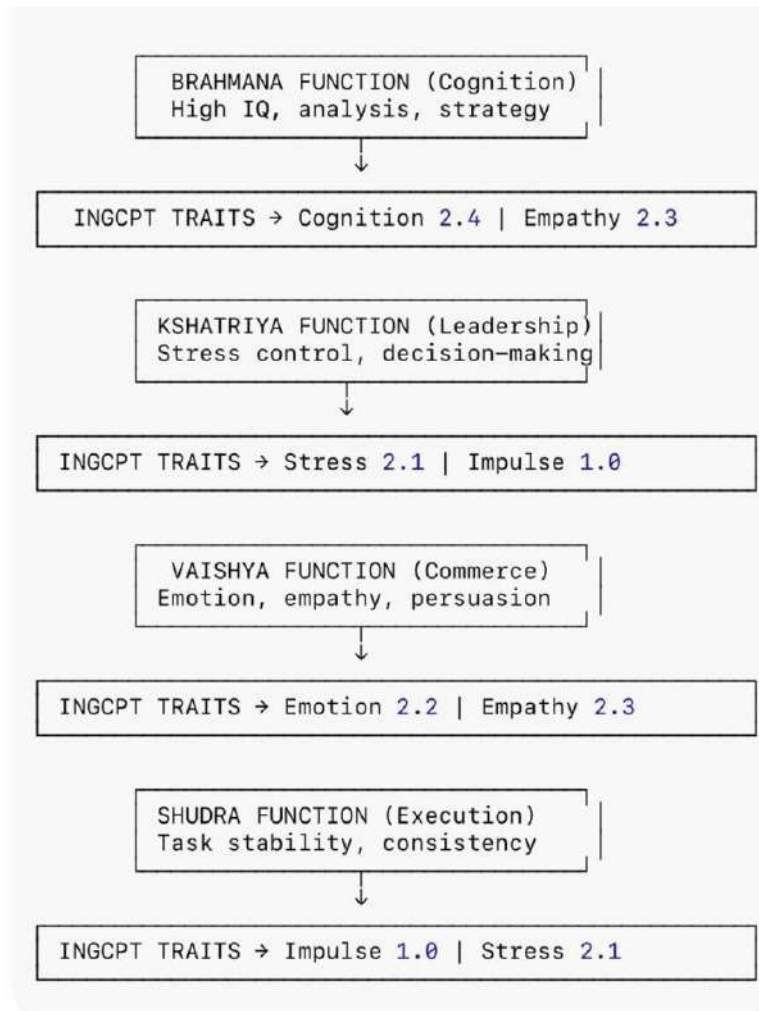 BRAHMANA FUNCTION (Cognition)
High IQ, analysis, strategy
↓
INGCPT TRAITS → Cognition 2.4 | Empathy 2.3
KSHATRIYA FUNCTION (Leadership)
Stress control, decision-making
↓
INGCPT TRAITS → Stress 2.1 | Impulse 1.0
VAISHYA FUNCTION (Commerce)
Emotion, empathy, persuasion
↓
INGCPT TRAITS → Emotion 2.2 | Empathy 2.3
SHUDRA FUNCTION (Execution)
Task stability, consistency
↓
INGCPT TRAITS → Impulse 1.0 | Stress 2.1